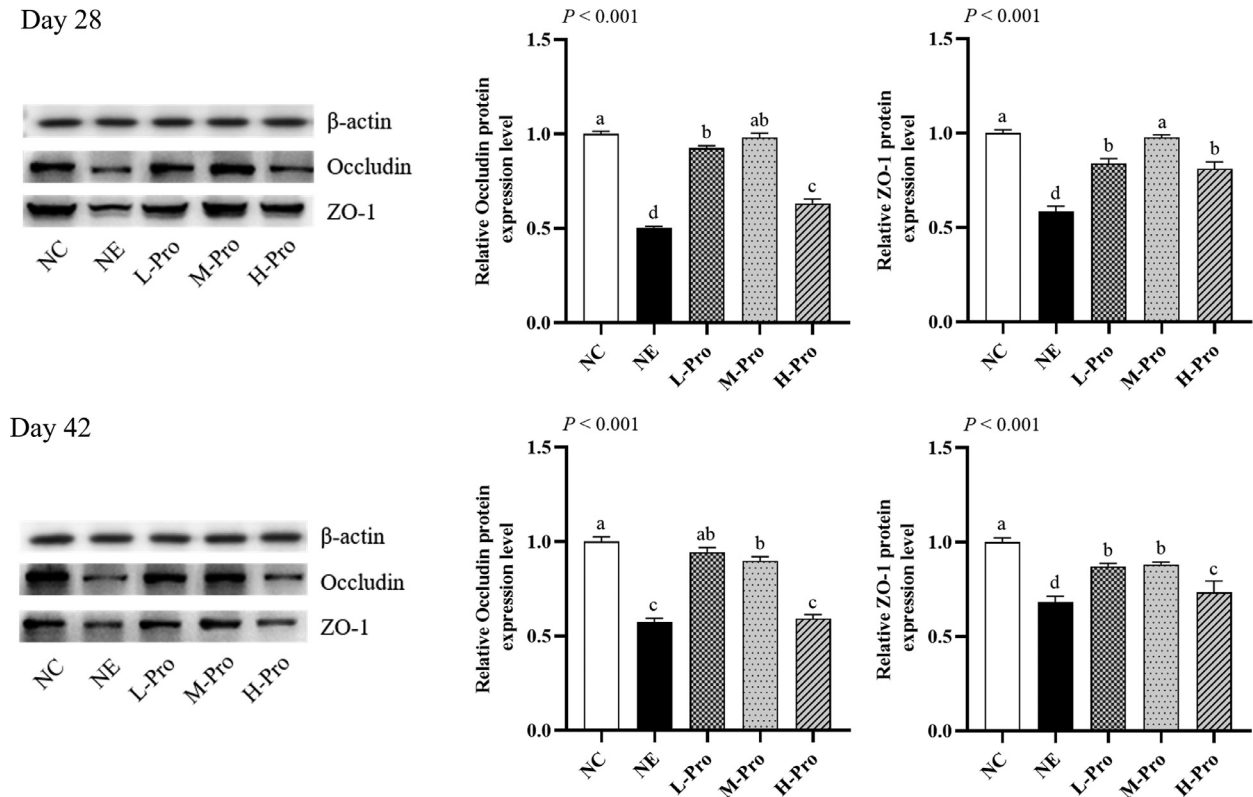 Day 28
β-actin
Occludin
ZO-1
NC
NE
L-Pro
M-Pro
H-Pro
P < 0.001
Relative Occludin protein
expression level
1.5
1.0
0.5
0.0
a
d
b
ab
c
NC
NE
L-Pro
M-Pro
H-Pro
P < 0.001
Relative ZO-1 protein
expression level
1.5
1.0
0.5
0.0
a
d
b
a
b
NC
NE
L-Pro
M-Pro
H-Pro
Day 42
β-actin
Occludin
ZO-1
NC
NE
L-Pro
M-Pro
H-Pro
P < 0.001
Relative Occludin protein
expression level
1.5
1.0
0.5
0.0
a
c
ab
b
c
NC
NE
L-Pro
M-Pro
H-Pro
P < 0.001
Relative ZO-1 protein
expression level
1.5
1.0
0.5
0.0
a
d
b
b
c
NC
NE
L-Pro
M-Pro
H-Pro